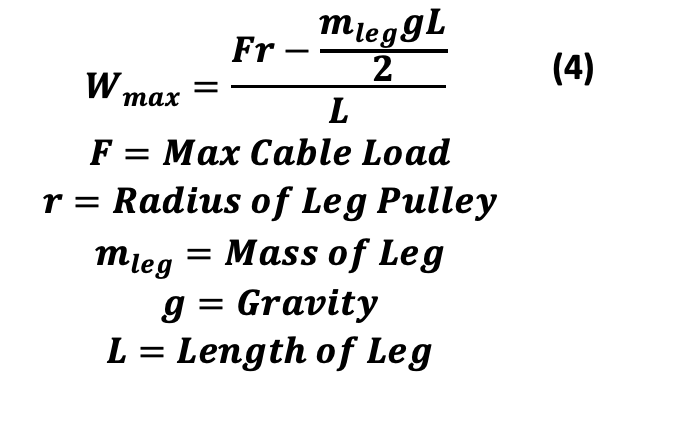 W_max = (Fr − (m_leg gL)/2)/L (4)
F = Max Cable Load
r = Radius of Leg Pulley
m_leg = Mass of Leg
g = Gravity
L = Length of Leg